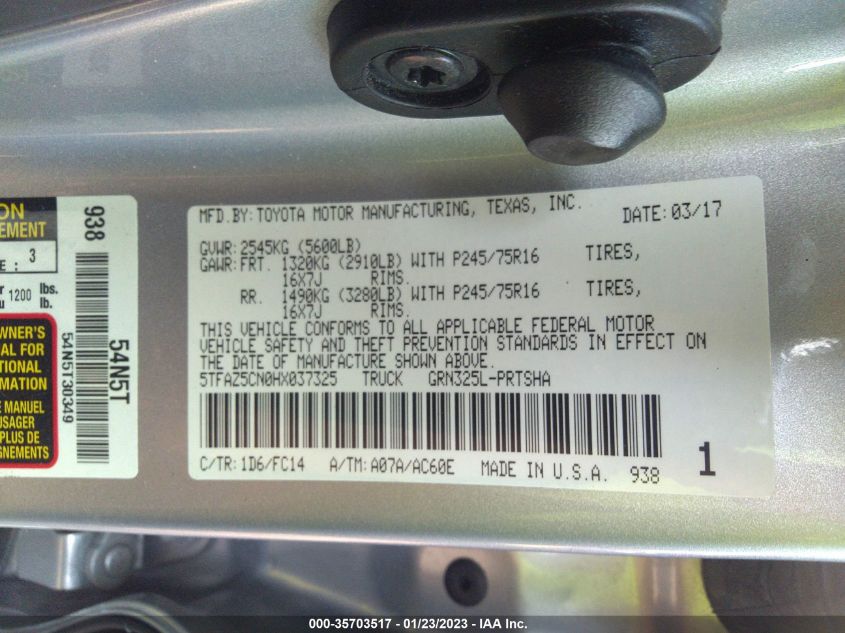 ON
EMENT
E : 3
r 1200 lbs.
u lb.
OWNER'S
AL FOR
TIONAL
RMATION
E MANUEL
USAGER
PLUS DE
GNEMENTS
938
54N5T
54N5T30349
MFD.BY: TOYOTA MOTOR MANUFACTURING, TEXAS, INC. DATE: 03/17
GVWR: 2545KG (5600LB)
GAWR: FRT. 1320KG (2910LB) WITH P245/75R16 TIRES,
16X7J RIMS.
RR. 1490KG (3280LB) WITH P245/75R16 TIRES,
16X7J RIMS.
THIS VEHICLE CONFORMS TO ALL APPLICABLE FEDERAL MOTOR
VEHICLE SAFETY AND THEFT PREVENTION STANDARDS IN EFFECT ON
THE DATE OF MANUFACTURE SHOWN ABOVE.
5TFAZ5CN0HX037325 TRUCK GRN325L-PRTSHA
C/TR: 1D6/FC14 A/TM: A07A/AC60E MADE IN U.S.A. 938 1
000-35703517 - 01/23/2023 - IAA Inc.